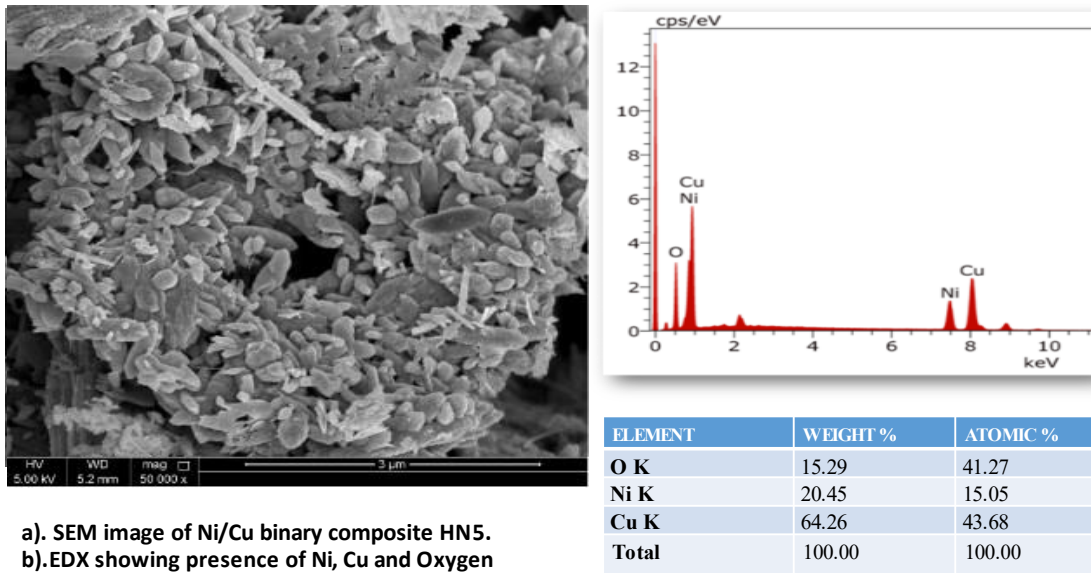 HV WD mag □
5.00 kV 5.2 mm 50 000 x
3 µm
a). SEM image of Ni/Cu binary composite HN5.
b).EDX showing presence of Ni, Cu and Oxygen
cps/eV
12
10
8
6
4
2
0
Cu
Ni
O
Ni
Cu
0 2 4 6 8 10
keV
ELEMENT WEIGHT % ATOMIC %
O K 15.29 41.27
Ni K 20.45 15.05
Cu K 64.26 43.68
Total 100.00 100.00